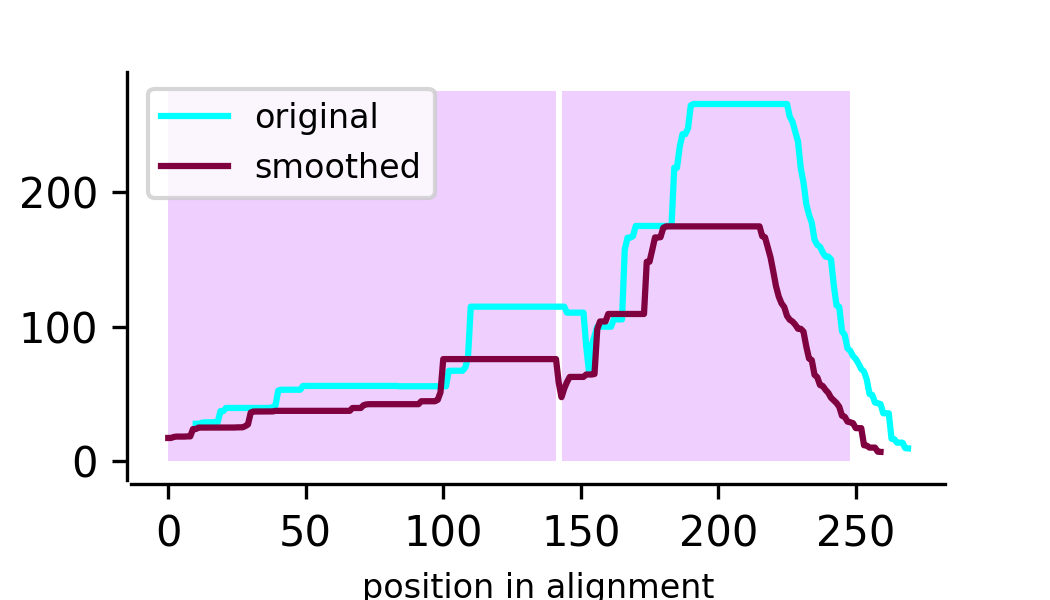 original
smoothed
200
100
0
0 50 100 150 200 250
position in alignment